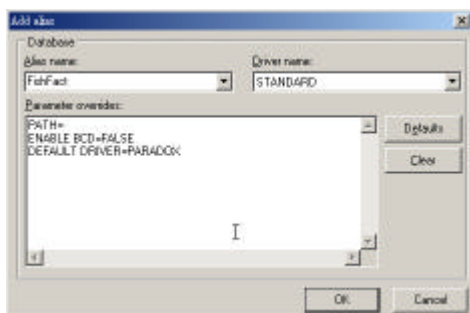 Add alias
Database
Alias name:
Driver name:
FishFact
STANDARD
Parameter overrides:
PATH=
ENABLE BCD=FALSE
DEFAULT DRIVER=PARADOX
Defaults
Clear
OK
Cancel